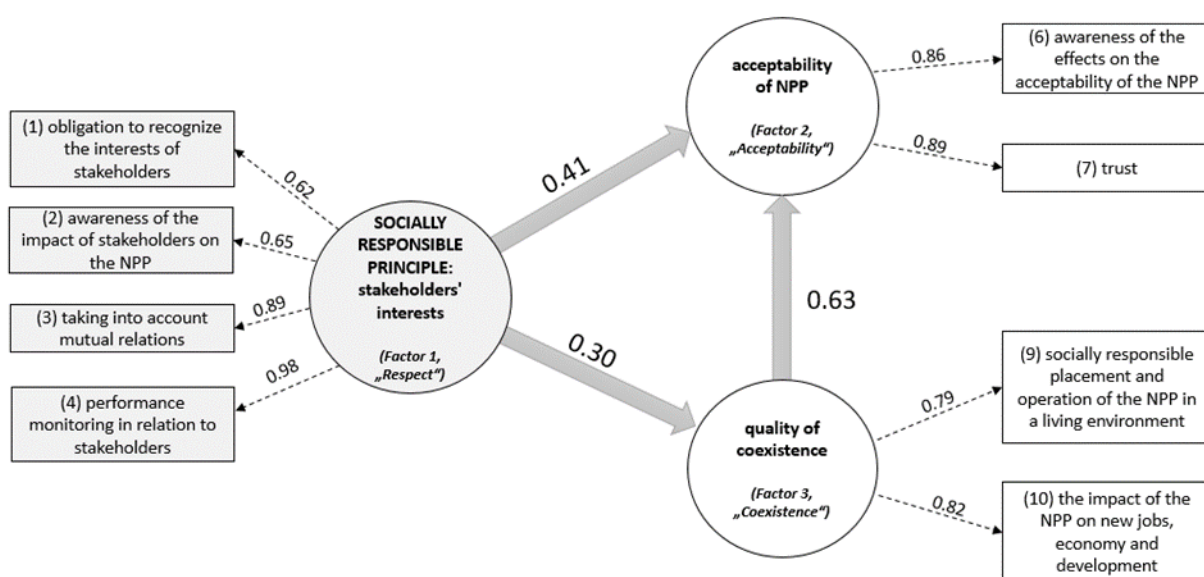 (1) obligation to recognize
the interests of
stakeholders
(2) awareness of the
impact of stakeholders on
the NPP
(3) taking into account
mutual relations
(4) performance
monitoring in relation to
stakeholders
0.62
0.65
0.89
0.98
SOCIALLY
RESPONSIBLE
PRINCIPLE:
stakeholders'
interests
(Factor 1,
„Respect“)
0.41
0.30
acceptability
of NPP
(Factor 2,
„Acceptability“)
0.63
quality of
coexistence
(Factor 3,
„Coexistence“)
0.86
0.89
0.79
0.82
(6) awareness of the
effects on the
acceptability of the NPP
(7) trust
(9) socially responsible
placement and
operation of the NPP in
a living environment
(10) the impact of the
NPP on new jobs,
economy and
development